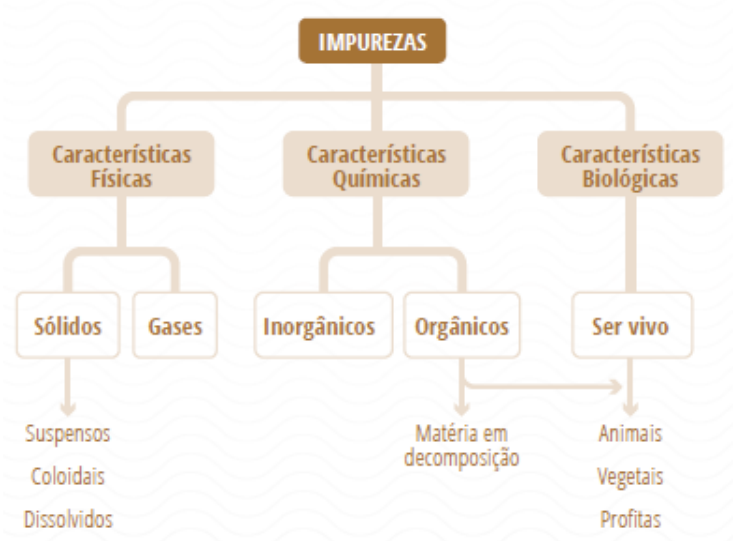 IMPUREZAS
Características
Físicas
Características
Químicas
Características
Biológicas
Sólidos
Gases
Inorgânicos
Orgânicos
Ser vivo
Suspensos
Coloidais
Dissolvidos
Matéria em
decomposição
Animais
Vegetais
Profitas